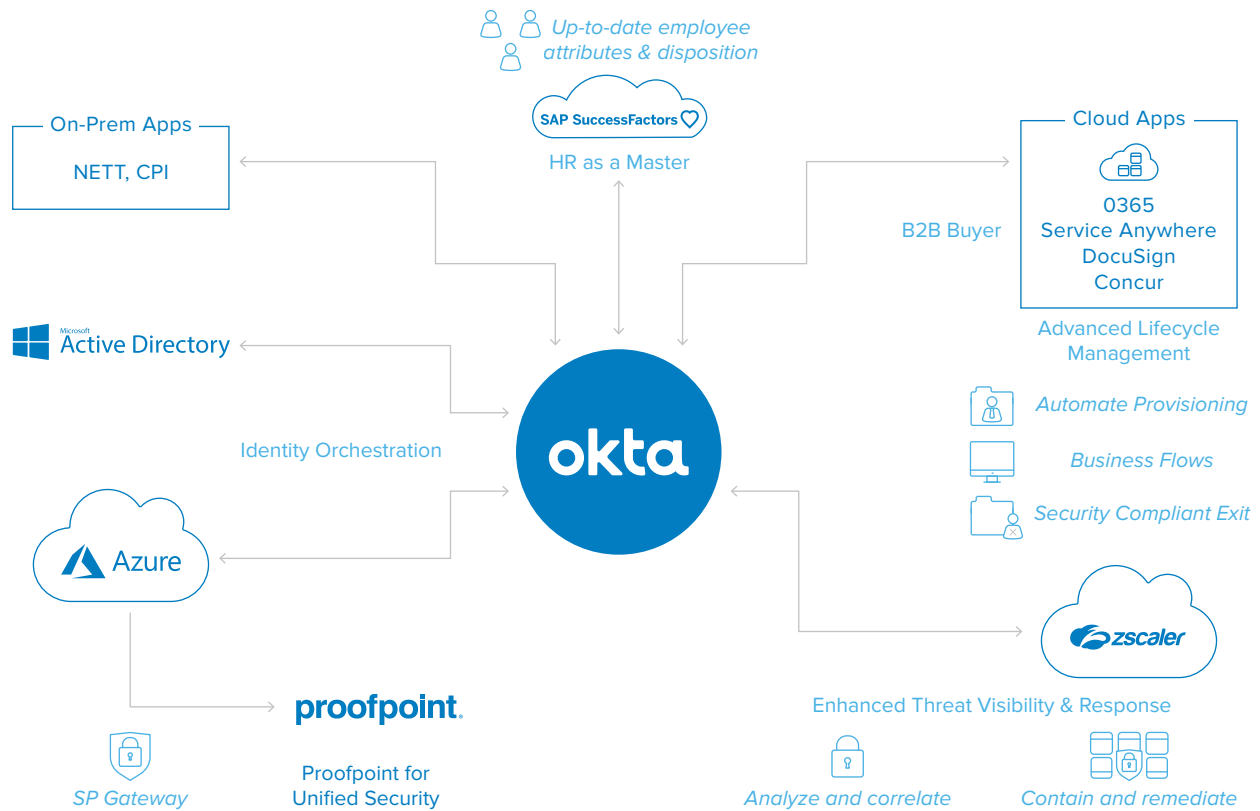 Up-to-date employee
attributes & disposition
SAP SuccessFactors
HR as a Master
On-Prem Apps
NETT, CPI
Cloud Apps
0365
Service Anywhere
DocuSign
Concur
B2B Buyer
Advanced Lifecycle
Management
Microsoft
Active Directory
Automate Provisioning
Business Flows
Security Compliant Exit
Identity Orchestration
okta
Azure
zscaler
Enhanced Threat Visibility & Response
Analyze and correlate
Contain and remediate
proofpoint.
Proofpoint for
Unified Security
SP Gateway